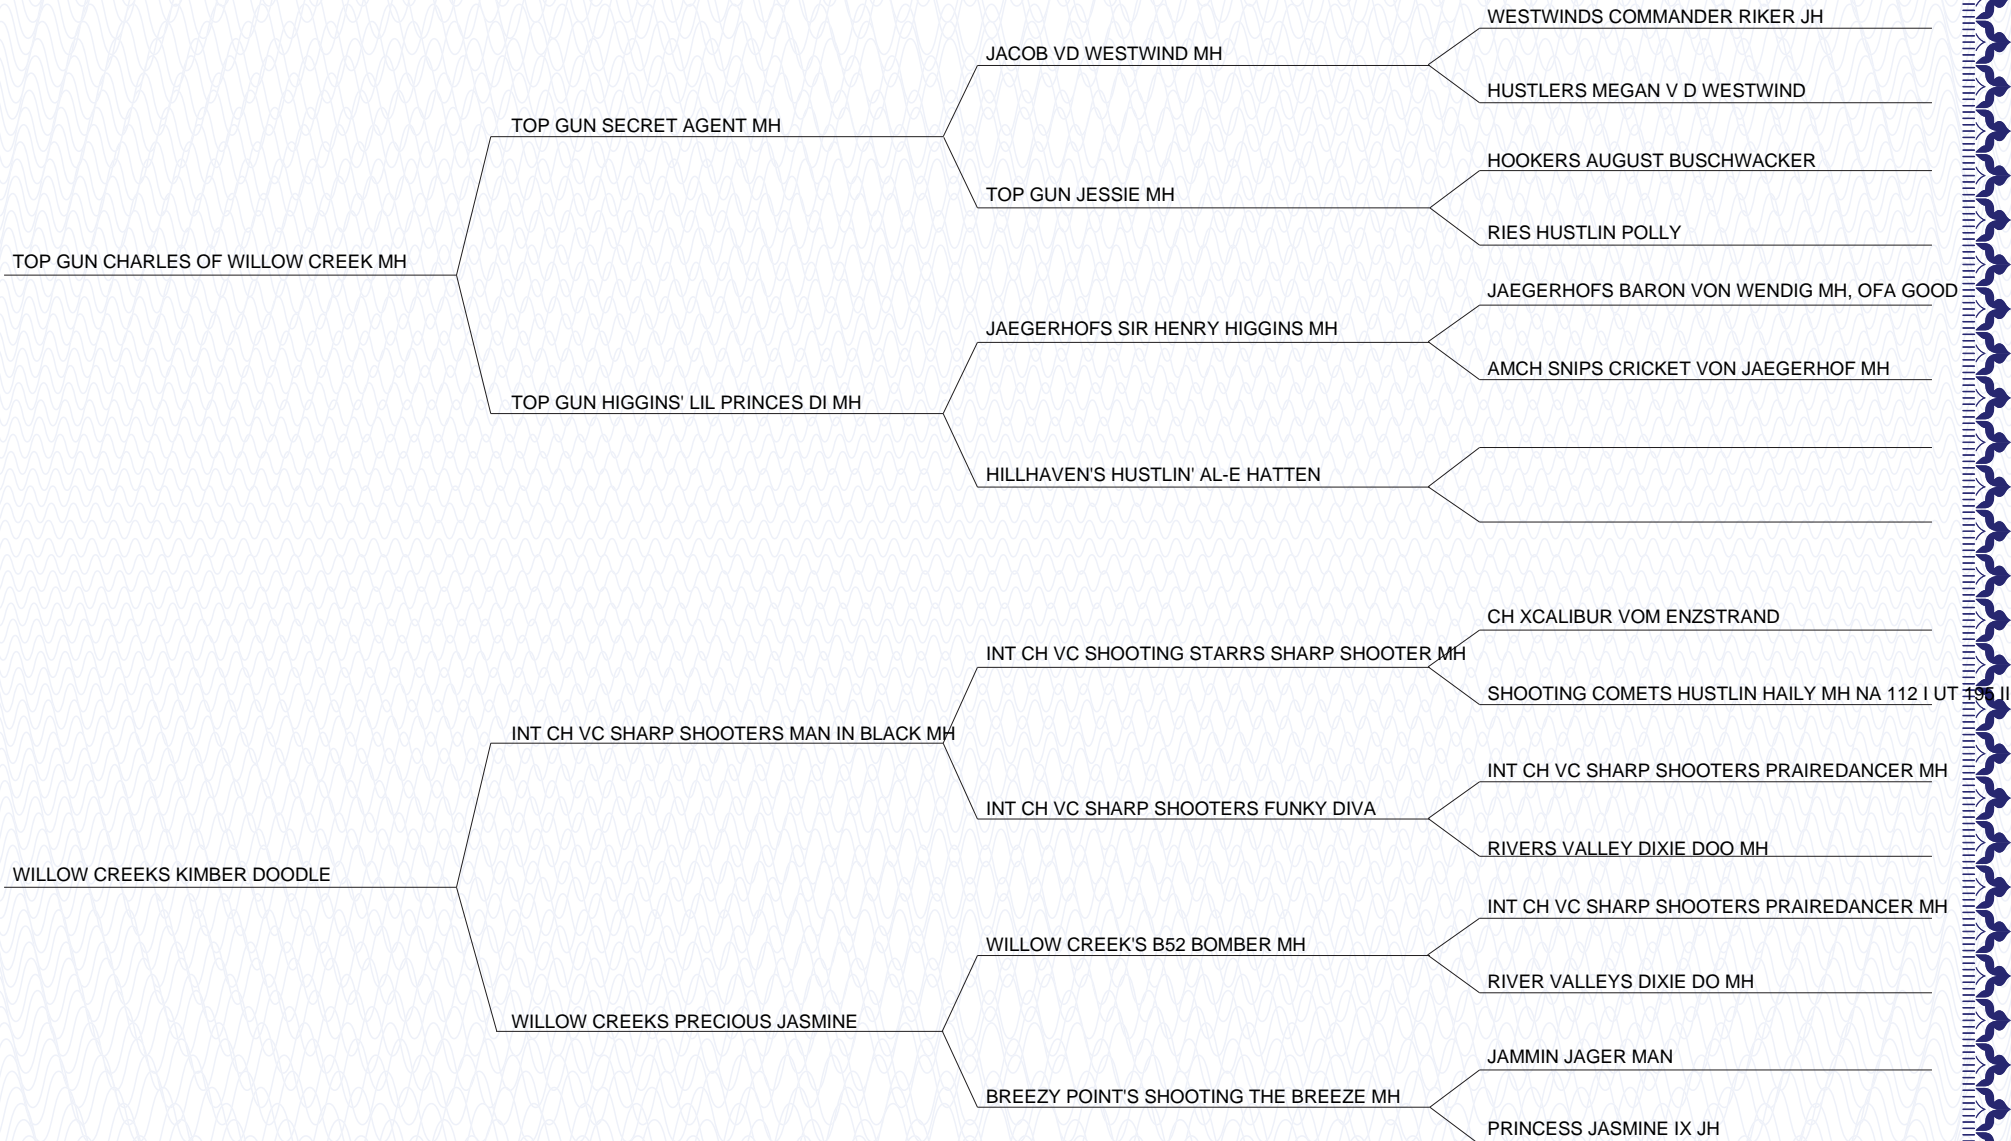 WESTWINDS COMMANDER RIKER JH
JACOB VD WESTWIND MH
HUSTLERS MEGAN V D WESTWIND
TOP GUN SECRET AGENT MH
HOOKERS AUGUST BUSCHWACKER
TOP GUN JESSIE MH
RIES HUSTLIN POLLY
TOP GUN CHARLES OF WILLOW CREEK MH
JAEGERHOFS BARON VON WENDIG MH, OFA GOOD
JAEGERHOFS SIR HENRY HIGGINS MH
AMCH SNIPS CRICKET VON JAEGERHOF MH
TOP GUN HIGGINS' LIL PRINCES DI MH
HILLHAVEN'S HUSTLIN' AL-E HATTEN
CH XCALIBUR VOM ENZSTRAND
INT CH VC SHOOTING STARRS SHARP SHOOTER MH
SHOOTING COMETS HUSTLIN HAILY MH NA 112 I UT 195 II
INT CH VC SHARP SHOOTERS MAN IN BLACK MH
INT CH VC SHARP SHOOTERS PRAIREDANCER MH
INT CH VC SHARP SHOOTERS FUNKY DIVA
RIVERS VALLEY DIXIE DOO MH
WILLOW CREEKS KIMBER DOODLE
INT CH VC SHARP SHOOTERS PRAIREDANCER MH
WILLOW CREEK'S B52 BOMBER MH
RIVER VALLEYS DIXIE DO MH
WILLOW CREEKS PRECIOUS JASMINE
JAMMIN JAGER MAN
BREEZY POINT'S SHOOTING THE BREEZE MH
PRINCESS JASMINE IX JH